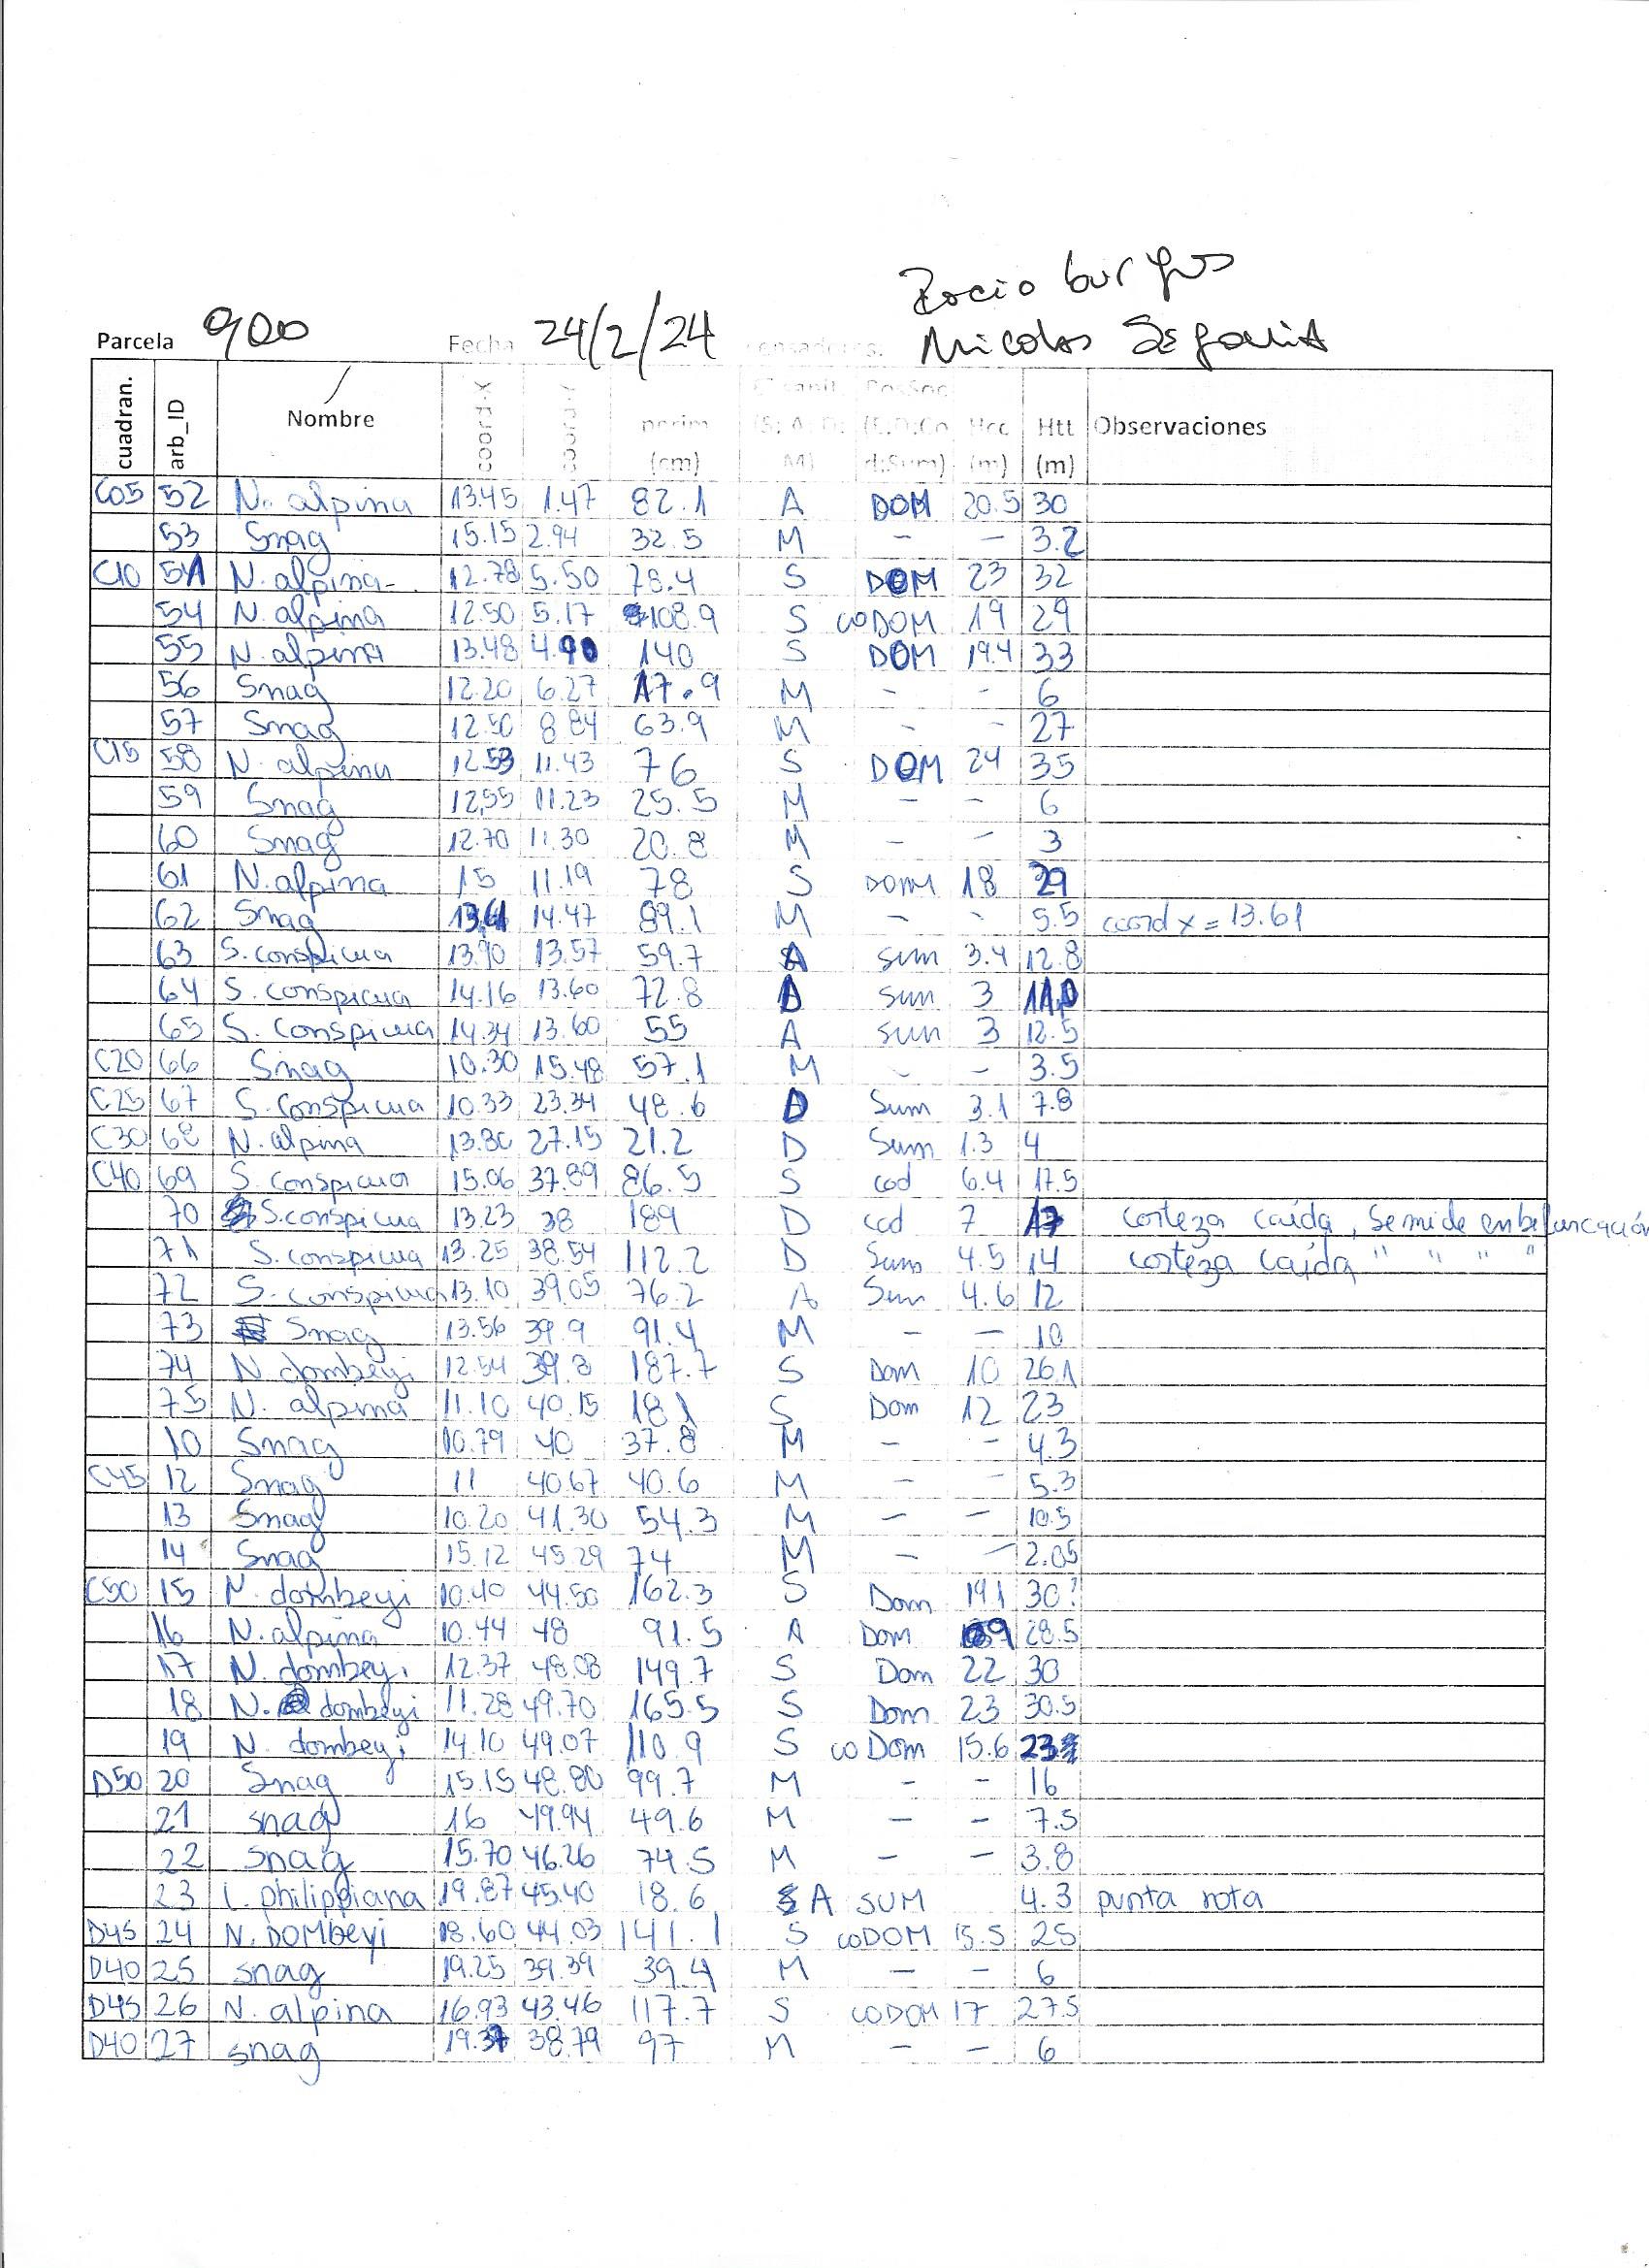 Rocio burgos
Parcela 900 Fecha 24/2/24 Nicolas Segovia
cuadran. arb_ID Nombre coord-X perim (cm) M) Hcc (m) Htt (m) Observaciones
C05 52 N. alpina 13.45 1.47 82.1 A DOM 20.5 30
53 Snag 15.15 2.94 32.5 M - - 3.2
C10 51 N. alpina 12.78 5.50 78.4 S DOM 23 32
54 N. alpina 12.50 5.17 108.9 S coDOM 19 29
55 N. alpina 13.48 4.90 140 S DOM 19.4 33
56 Snag 12.20 6.27 17.9 M - - 6
57 Snag 12.50 8.84 63.9 M - - 27
C15 58 N. alpina 12.53 11.43 76 S DOM 24 35
59 Snag 12,55 11.23 25.5 M - - 6
60 Snag 12.70 11.30 20.8 M - - 3
61 N. alpina 15 11.19 78 S DOM 18 29
62 Snag 13.61 14.47 89.1 M - - 5.5 coord x = 13.61
63 S. conspicua 13.90 13.57 59.7 A Sum 3.4 12.8
64 S. conspicua 14.16 13.60 72.8 D Sum 3 11.0
65 S. conspicua 14.34 13.60 55 A Sum 3 12.5
C20 66 Snag 10.30 15.48 57.1 M - - 3.5
C25 67 S. conspicua 10.33 23.34 48.6 D Sum 3.1 7.8
C30 68 N. alpina 13.80 27.15 21.2 D Sum 1.3 4
C40 69 S. conspicua 15.06 37.89 86.5 S cod 6.4 17.5
70 S. conspicua 13.23 38 189 D cod 7 17 corteza caída, se mide en bifurcación
71 S. conspicua 13.25 38.54 112.2 D Sum 4.5 14 corteza caída " " " "
72 S. conspicua 13.10 39.05 76.2 A Sum 4.6 12
73 Snag 13.56 39.9 91.4 M - - 10
74 N. dombeyi 12.54 39.8 187.7 S Dom 10 26.1
75 N. alpina 11.10 40.15 181 S Dom 12 23
10 Snag 10.79 40 37.8 M - - 4.3
C45 12 Snag 11 40.67 40.6 M - - 5.3
13 Snag 10.20 41.30 54.3 M - - 10.5
14 Snag 15.12 45.29 74 M - - 2.05
C50 15 N. dombeyi 10.40 44.50 162.3 S Dom 19.1 30?
16 N. alpina 10.44 48 91.5 A Dom 28.5
17 N. dombeyi 12.37 48.08 149.7 S Dom 22 30
18 N. dombeyi 11.28 49.70 165.5 S Dom 23 30.5
19 N. dombeyi 14.10 49.07 110.9 S coDom 15.6 23
D50 20 Snag 15.15 48.80 99.7 M - - 16
21 snag 16 49.94 49.6 M - - 7.5
22 snag 15.70 46.26 74.5 M - - 3.8
23 L. philippiana 19.87 45.40 18.6 A SUM 4.3 punta rota
D45 24 N. DOMbeyi 18.60 44.03 141.1 S coDOM 15.5 25
D40 25 snag 19.25 39.39 39.4 M - - 6
D45 26 N. alpina 16.93 43.46 117.7 S coDOM 17 27.5
D40 27 snag 19.37 38.79 97 M - - 6